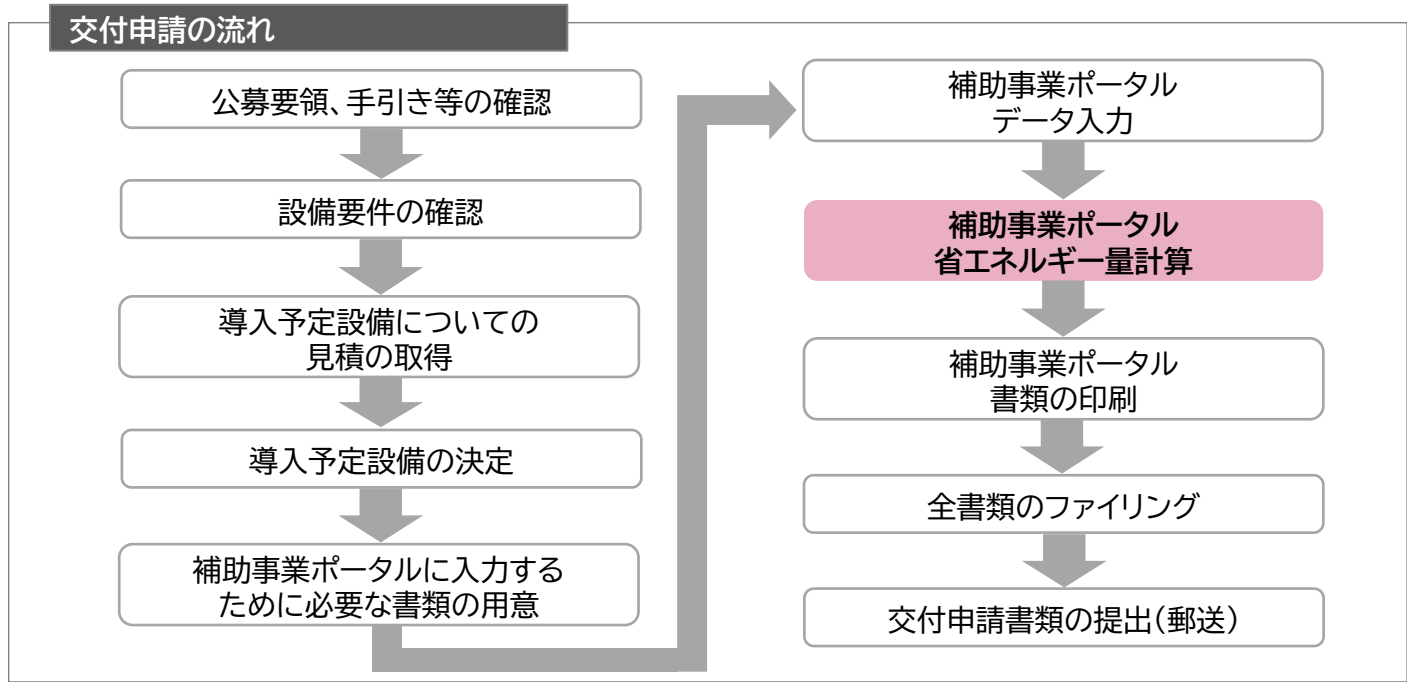 交付申請の流れ
公募要領、手引き等の確認
設備要件の確認
導入予定設備についての
見積の取得
導入予定設備の決定
補助事業ポータルに入力する
ために必要な書類の用意
補助事業ポータル
データ入力
補助事業ポータル
省エネルギー量計算
補助事業ポータル
書類の印刷
全書類のファイリング
交付申請書類の提出(郵送)